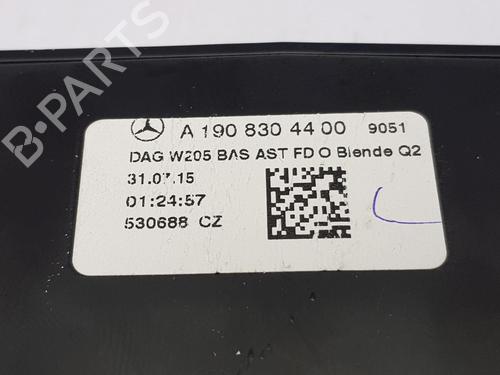 A 190 830 44 00 9051
DAG W205 BAS AST FD O Blende Q2
31.07.15
01:24:57
530688 CZ
B-PARTS